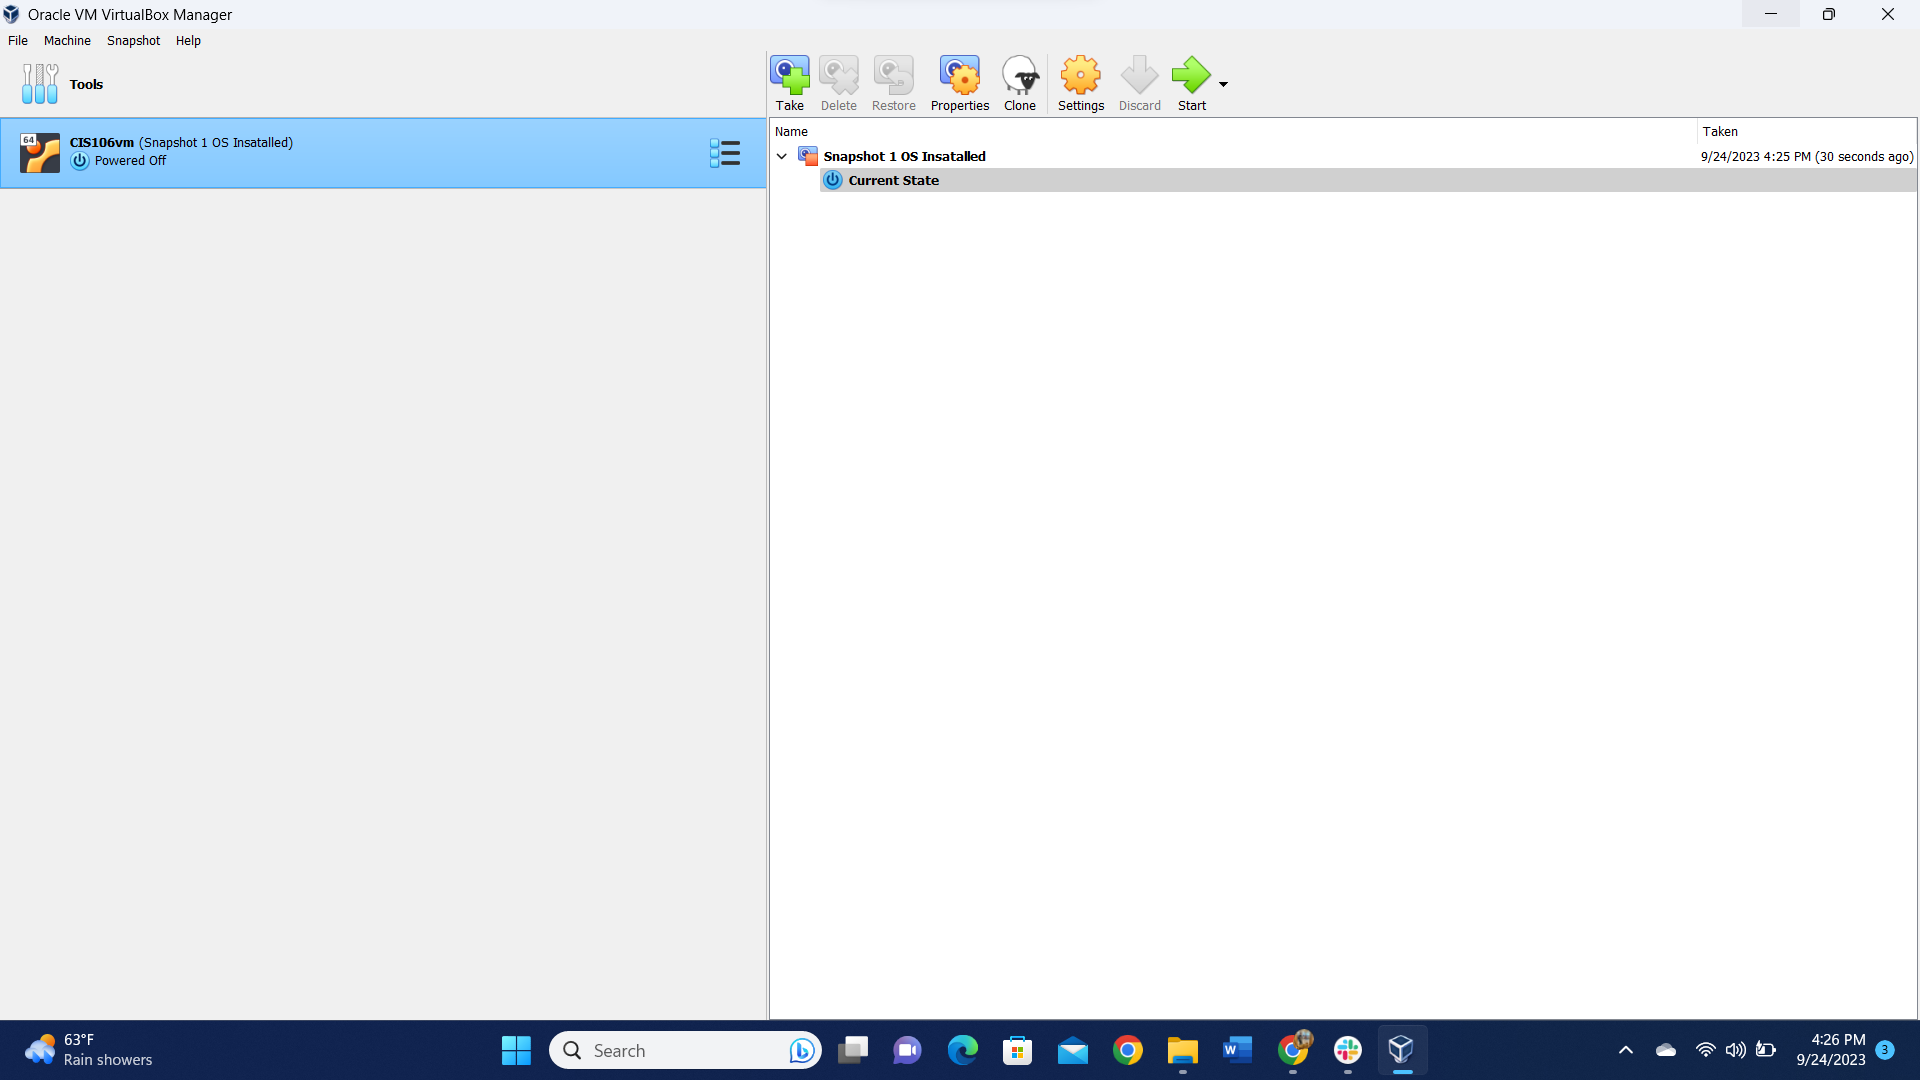 Oracle VM VirtualBox Manager
File Machine Snapshot Help
Tools
Take Delete Restore Properties Clone Settings Discard Start
64
CIS106vm (Snapshot 1 OS Insatalled)
Powered Off
Name Taken
Snapshot 1 OS Insatalled 9/24/2023 4:25 PM (30 seconds ago)
Current State
63°F
Rain showers
Search
W
4:26 PM
9/24/2023
3